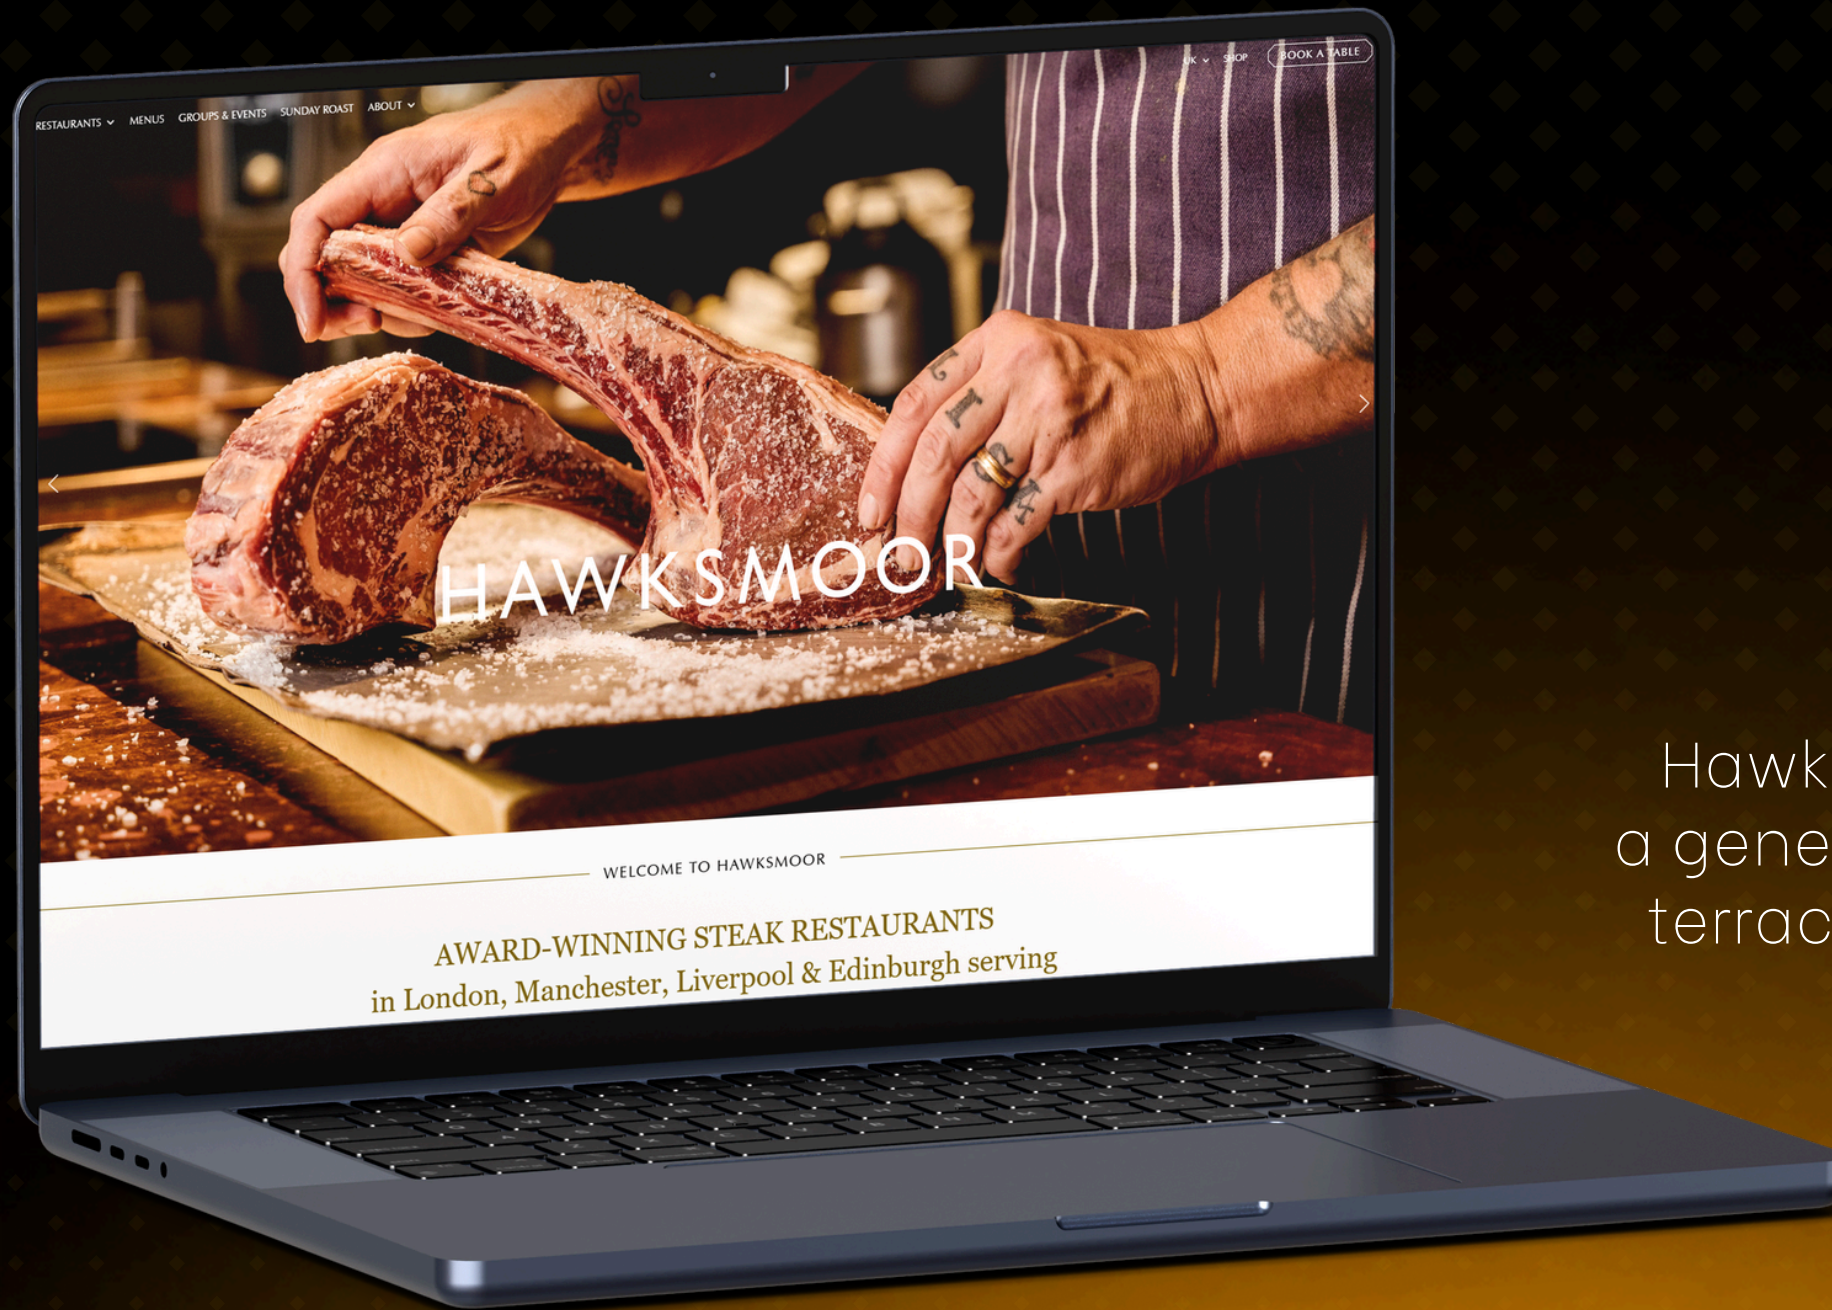 RESTAURANTS MENUS GROUPS & EVENTS SUNDAY ROAST ABOUT
UK SHOP BOOK A TABLE
L I S M
HAWKSMOOR
WELCOME TO HAWKSMOOR
AWARD-WINNING STEAK RESTAURANTS
in London, Manchester, Liverpool & Edinburgh serving
Hawk
a gene
terrac